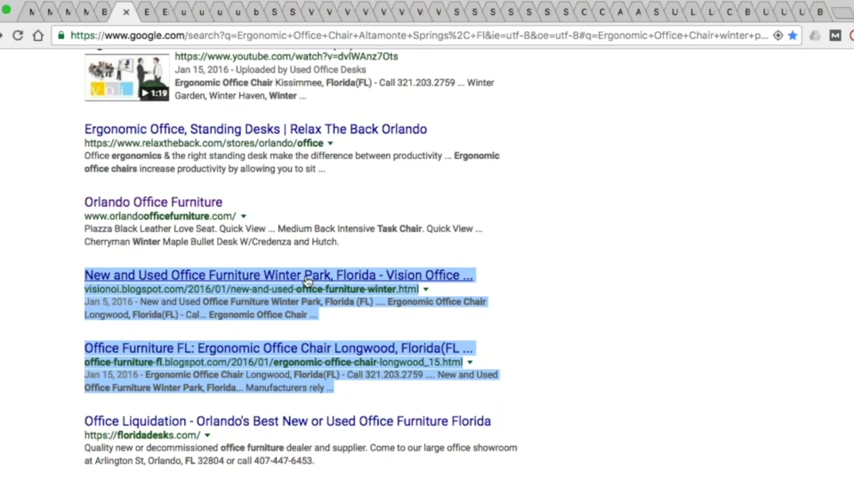 M M M M B X E E u u u u b S S V V V V V V V V S S S S S S S C C A A S U L L C B U U L B
https://www.google.com/search?q=Ergonomic+Office+Chair+Altamonte+Springs%2C+Fl&ie=utf-8&oe=utf-8#q=Ergonomic+Office+Chair+winter+p...
https://www.youtube.com/watch?v=dvlWAnz7Ots
Jan 15, 2016 - Uploaded by Used Office Desks
Ergonomic Office Chair Kissimmee, Florida(FL) - Call 321.203.2759 ... Winter
Garden, Winter Haven, Winter ...
1:19
Ergonomic Office, Standing Desks | Relax The Back Orlando
https://www.relaxtheback.com/stores/orlando/office
Office ergonomics & the right standing desk make the difference between productivity ... Ergonomic
office chairs increase productivity by allowing you to sit ...
Orlando Office Furniture
www.orlandoofficefurniture.com/
Piazza Black Leather Love Seat. Quick View ... Medium Back Intensive Task Chair. Quick View ...
Cherryman Winter Maple Bullet Desk W/Credenza and Hutch.
New and Used Office Furniture Winter Park, Florida - Vision Office ...
visionoi.blogspot.com/2016/01/new-and-used-office-furniture-winter.html
Jan 5, 2016 - New and Used Office Furniture Winter Park, Florida (FL) .... Ergonomic Office Chair
Longwood, Florida(FL) - Cal... Ergonomic Office Chair ...
Office Furniture FL: Ergonomic Office Chair Longwood, Florida(FL ...
office-furniture-fl.blogspot.com/2016/01/ergonomic-office-chair-longwood_15.html
Jan 15, 2016 - Ergonomic Office Chair Longwood, Florida(FL) - Call 321.203.2759 .... New and Used
Office Furniture Winter Park, Florida... Manufacturers rely ...
Office Liquidation - Orlando's Best New or Used Office Furniture Florida
https://floridadesks.com/
Quality new or decommissioned office furniture dealer and supplier. Come to our large office showroom
at Arlington St, Orlando, FL 32804 or call 407-447-6453.